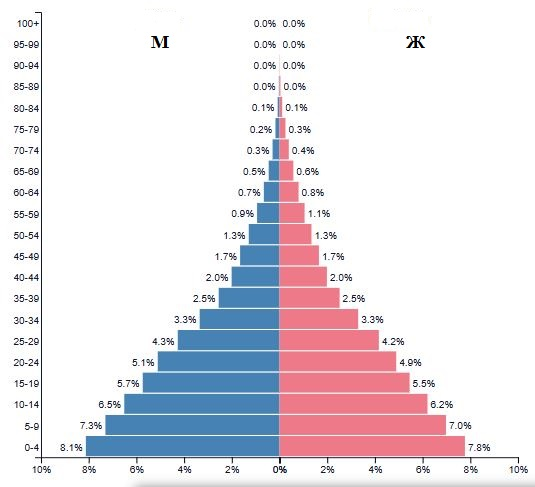 100+ 0.0% 0.0%
М Ж
95-99 0.0% 0.0%
90-94 0.0% 0.0%
85-89 0.0% 0.0%
80-84 0.1% 0.1%
75-79 0.2% 0.3%
70-74 0.3% 0.4%
65-69 0.5% 0.6%
60-64 0.7% 0.8%
55-59 0.9% 1.1%
50-54 1.3% 1.3%
45-49 1.7% 1.7%
40-44 2.0% 2.0%
35-39 2.5% 2.5%
30-34 3.3% 3.3%
25-29 4.3% 4.2%
20-24 5.1% 4.9%
15-19 5.7% 5.5%
10-14 6.5% 6.2%
5-9 7.3% 7.0%
0-4 8.1% 7.8%
10% 8% 6% 4% 2% 0% 2% 4% 6% 8% 10%